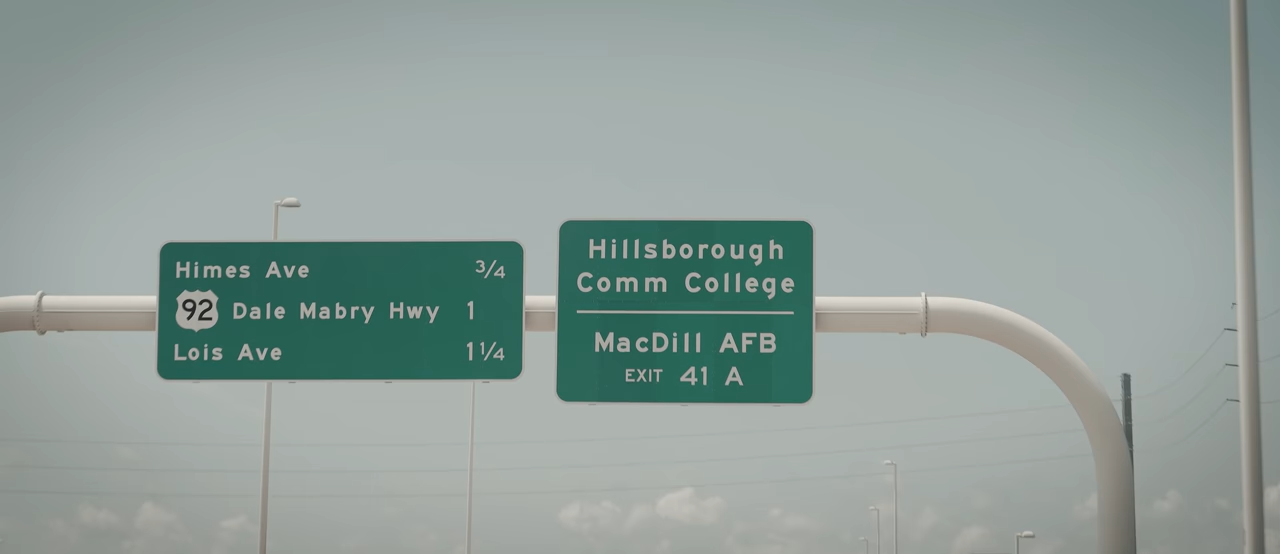 Himes Ave 3/4
92 Dale Mabry Hwy 1
Lois Ave 1 1/4
Hillsborough
Comm College
MacDill AFB
EXIT 41 A